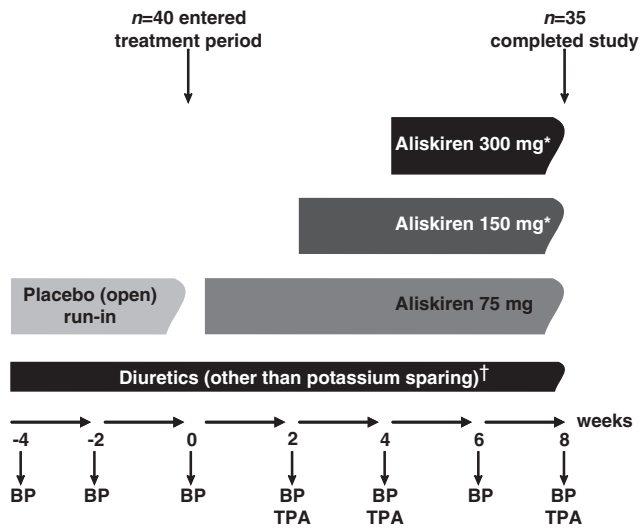 n=40 entered
treatment period
n=35
completed study
Aliskiren 300 mg*
Aliskiren 150 mg*
Placebo (open)
run-in
Aliskiren 75 mg
Diuretics (other than potassium sparing)†
weeks
-4 -2 0 2 4 6 8
BP BP BP BP BP BP BP
TPA TPA TPA